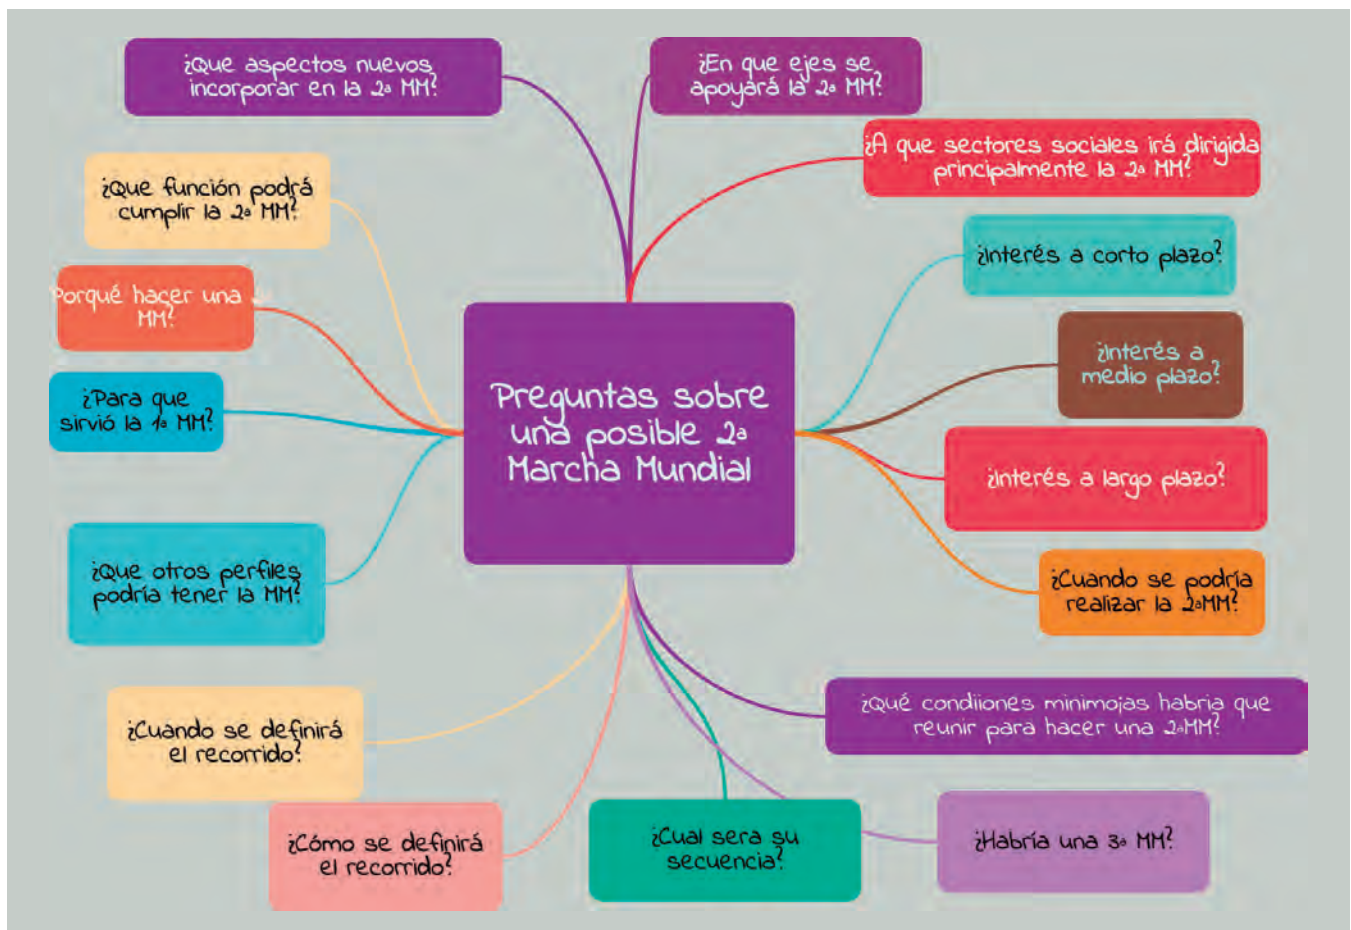 ¿Que aspectos nuevos
incorporar en la 2ª MM?
¿En que ejes se
apoyará la 2ª MM?
¿A que sectores sociales irá dirigida
principalmente la 2ª MM?
¿Que función podrá
cumplir la 2ª MM?
¿Interés a corto plazo?
Porqué hacer una
MM?
¿Interés a
medio plazo?
¿Para que
sirvió la 1ª MM?
Preguntas sobre
una posible 2ª
Marcha Mundial
¿Interés a largo plazo?
¿Que otros perfiles
podría tener la MM?
¿Cuando se podría
realizar la 2ªMM?
¿Cuando se definirá
el recorrido?
¿Qué condiiones minimojas habria que
reunir para hacer una 2ªMM?
¿Cómo se definirá
el recorrido?
¿Cual sera su
secuencia?
¿Habría una 3ª MM?